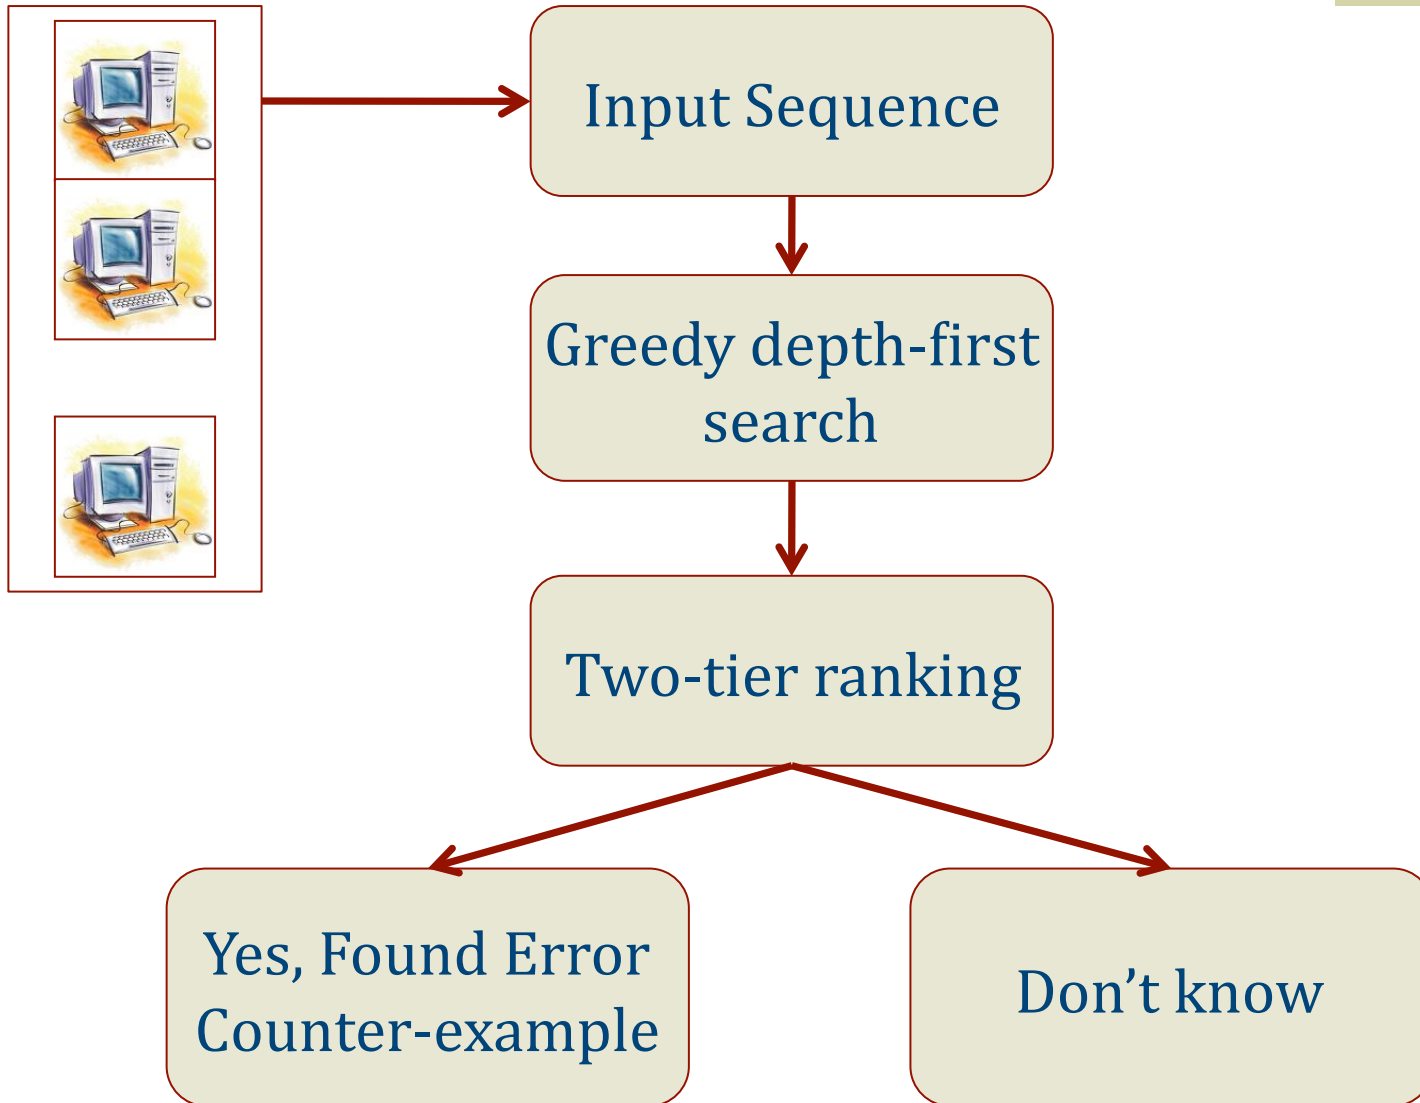 Input Sequence
Greedy depth-first
search
Two-tier ranking
Yes, Found Error
Counter-example
Don’t know